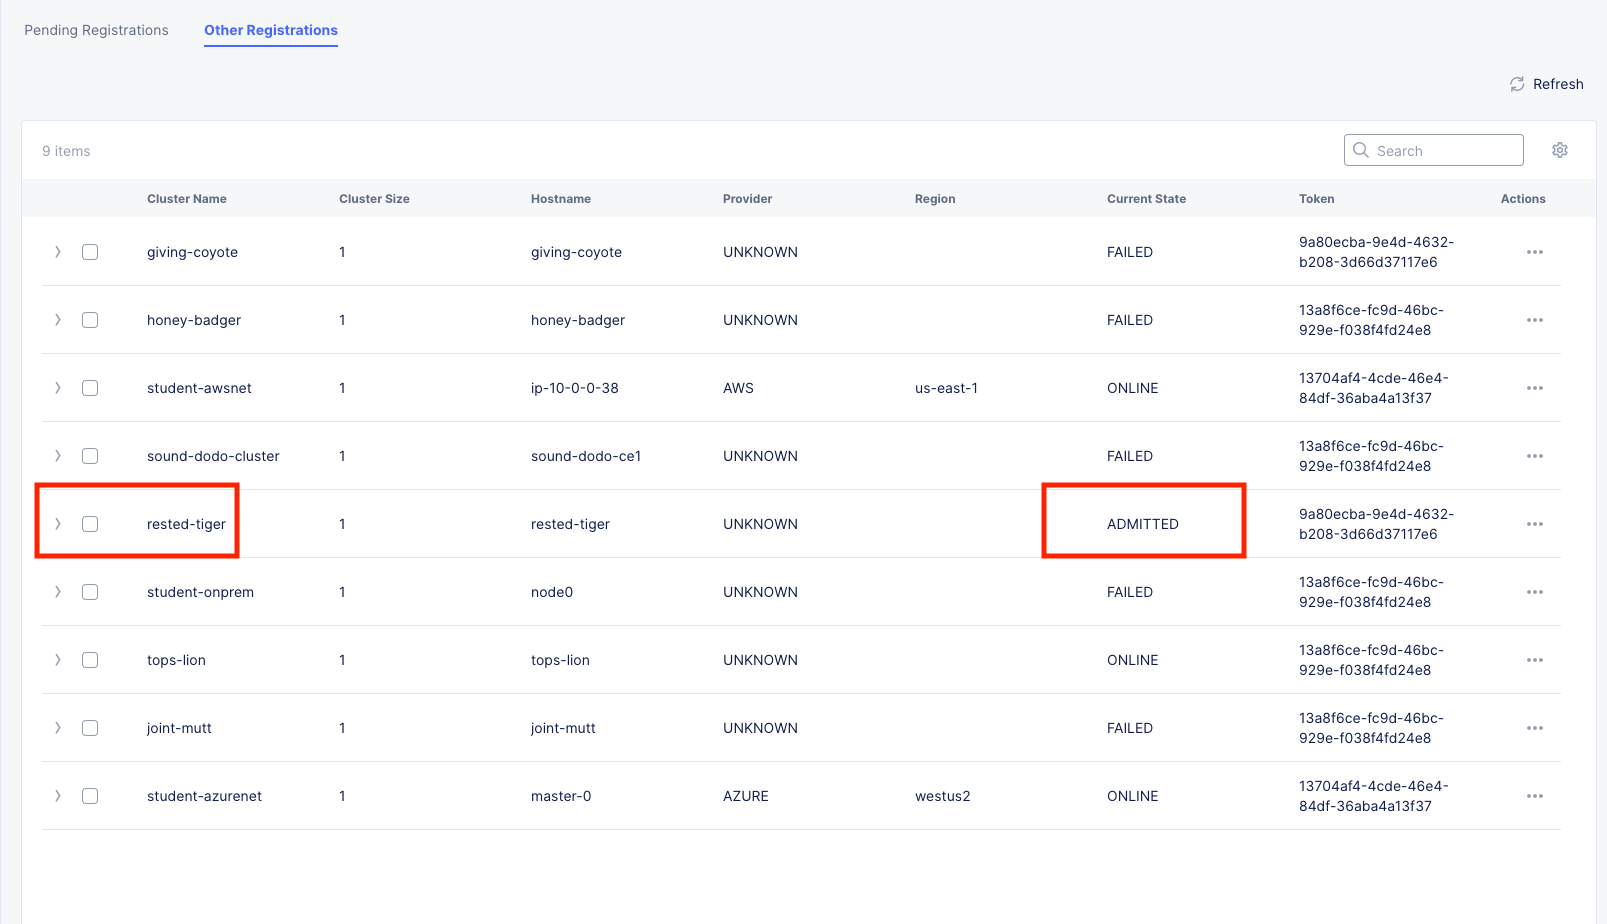 Pending Registrations Other Registrations
Refresh
9 items Search
Cluster Name Cluster Size Hostname Provider Region Current State Token Actions
giving-coyote 1 giving-coyote UNKNOWN FAILED 9a80ecba-9e4d-4632-
b208-3d66d37117e6
honey-badger 1 honey-badger UNKNOWN FAILED 13a8f6ce-fc9d-46bc-
929e-f038f4fd24e8
student-awsnet 1 ip-10-0-0-38 AWS us-east-1 ONLINE 13704af4-4cde-46e4-
84df-36aba4a13f37
sound-dodo-cluster 1 sound-dodo-ce1 UNKNOWN FAILED 13a8f6ce-fc9d-46bc-
929e-f038f4fd24e8
rested-tiger 1 rested-tiger UNKNOWN ADMITTED 9a80ecba-9e4d-4632-
b208-3d66d37117e6
student-onprem 1 node0 UNKNOWN FAILED 13a8f6ce-fc9d-46bc-
929e-f038f4fd24e8
tops-lion 1 tops-lion UNKNOWN ONLINE 13a8f6ce-fc9d-46bc-
929e-f038f4fd24e8
joint-mutt 1 joint-mutt UNKNOWN FAILED 13a8f6ce-fc9d-46bc-
929e-f038f4fd24e8
student-azurenet 1 master-0 AZURE westus2 ONLINE 13704af4-4cde-46e4-
84df-36aba4a13f37